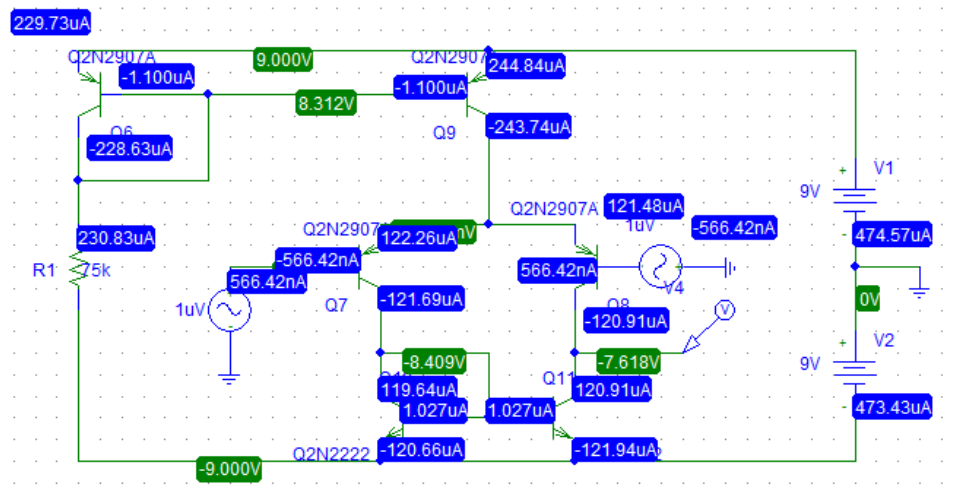 229.73uA
Q2N2907A
-1.100uA
9.000V
Q2N2907
244.84uA
-1.100uA
8.312V
Q6
Q9
-228.63uA
-243.74uA
V1
9V
Q2N2907A
121.48uA
Q2N2907
1uV
-566.42nA
230.83uA
122.26uA
474.57uA
-566.42nA
566.42nA
R1
75k
566.42nA
V4
1uV
Q7
-121.69uA
Q8
-120.91uA
V
0V
V2
-8.409V
-7.618V
9V
Q11
119.64uA
120.91uA
1.027uA
1.027uA
473.43uA
Q2N2222
-120.66uA
-121.94uA
-9.000V